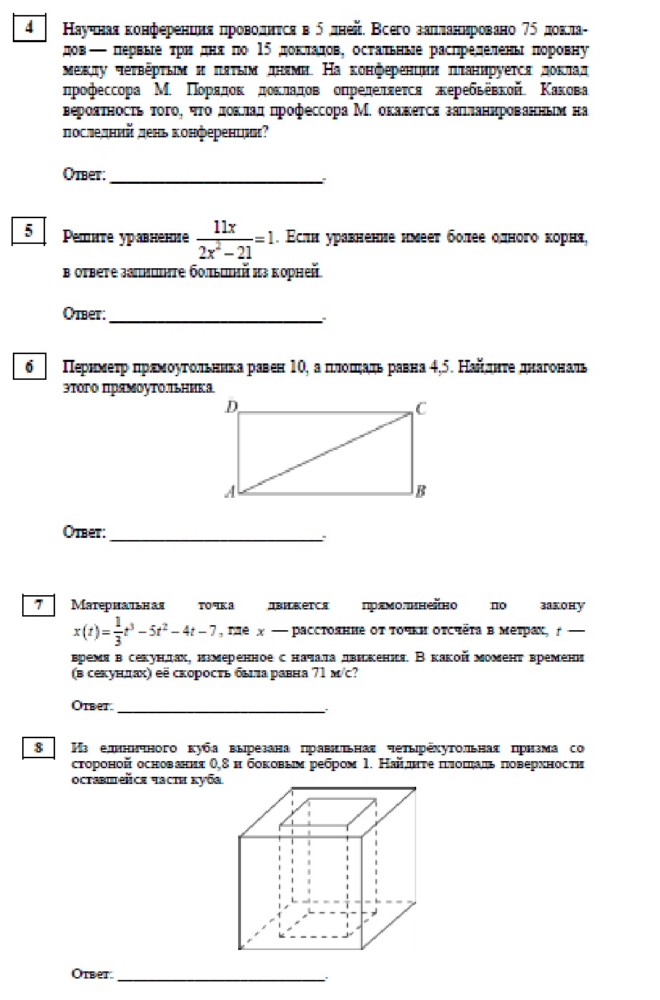 4
Научная конференция проводится в 5 дней. Всего запланировано 75 докла-
дов — первые три дня по 15 докладов, остальные распределены поровну
между четвёртым и пятым днями. На конференции планируется доклад
профессора М. Порядок докладов определяется жеребьёвкой. Какова
вероятность того, что доклад профессора М. окажется запланированным на
последний день конференции?
Ответ: ___________________________.
5
Решите уравнение \frac{11x}{2x^2 - 21} = 1. Если уравнение имеет более одного корня,
в ответе запишите больший из корней.
Ответ: ___________________________.
6
Периметр прямоугольника равен 10, а площадь равна 4,5. Найдите диагональ
этого прямоугольника.
D C
A B
Ответ: ___________________________.
7
Материальная точка движется прямолинейно по закону
x(t) = \frac{1}{3}t^3 - 5t^2 - 4t - 7, где x — расстояние от точки отсчёта в метрах, t —
время в секундах, измеренное с начала движения. В какой момент времени
(в секундах) её скорость была равна 71 м/с?
Ответ: ___________________________.
8
Из единичного куба вырезана правильная четырёхугольная призма со
стороной основания 0,8 и боковым ребром 1. Найдите площадь поверхности
оставшейся части куба.
Ответ: ___________________________.